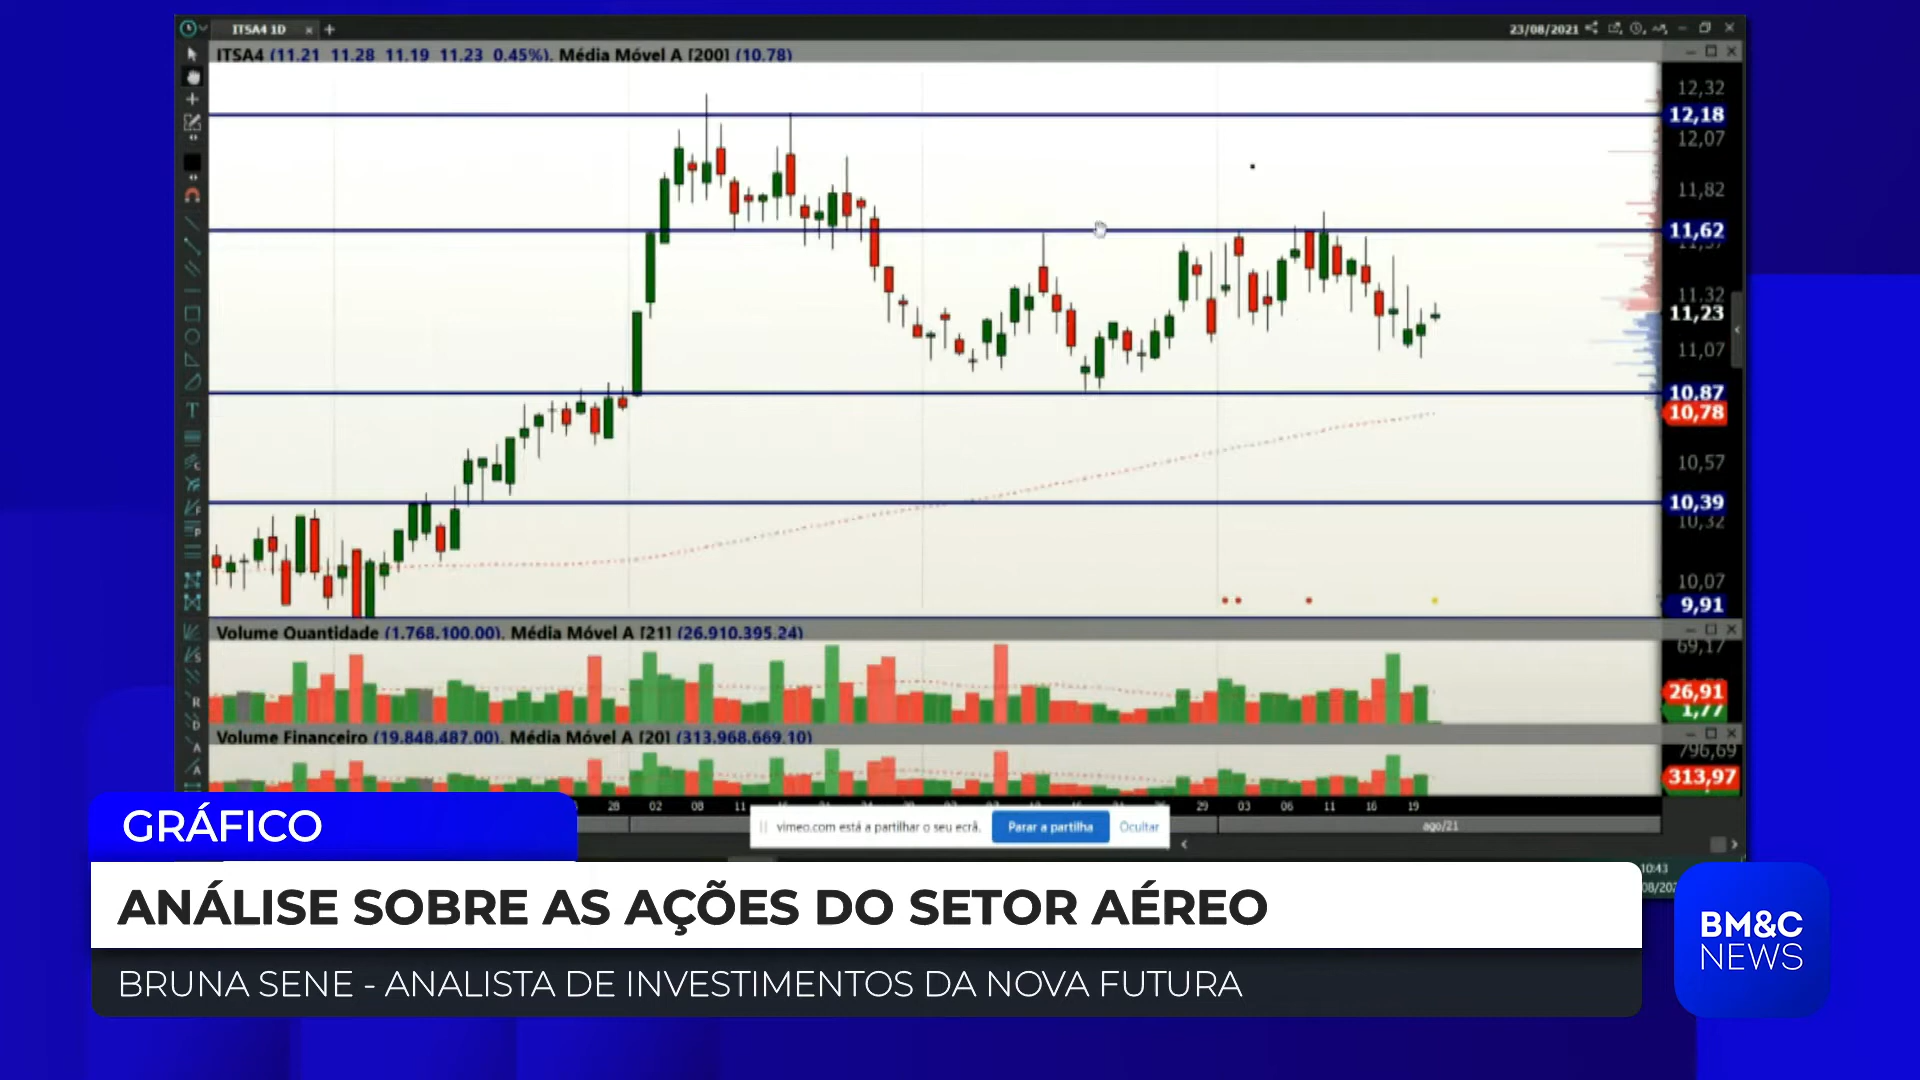 ITSA4 1D
23/08/2021
ITSA4 (11.21 11.28 11.19 11.23 0.45%). Média Móvel A [200] (10.78)
12,32
12,18
12,07
11,82
11,62
11,32
11,23
11,07
10,87
10,78
10,57
10,39
10,32
10,07
9,91
Volume Quantidade (1.768.100.00). Média Móvel A [21] (26.910.395.24)
69,17
26,91
1,77
Volume Financeiro (19.848.487.00). Média Móvel A [20] (313.968.669.10)
796,69
313,97
28 02 08 11 29 03 06 11 16 19
ago/21
vimeo.com está a partilhar o seu ecrã. Parar a partilha Ocultar
10:43
GRÁFICO
ANÁLISE SOBRE AS AÇÕES DO SETOR AÉREO
BRUNA SENE - ANALISTA DE INVESTIMENTOS DA NOVA FUTURA
BM&C
NEWS